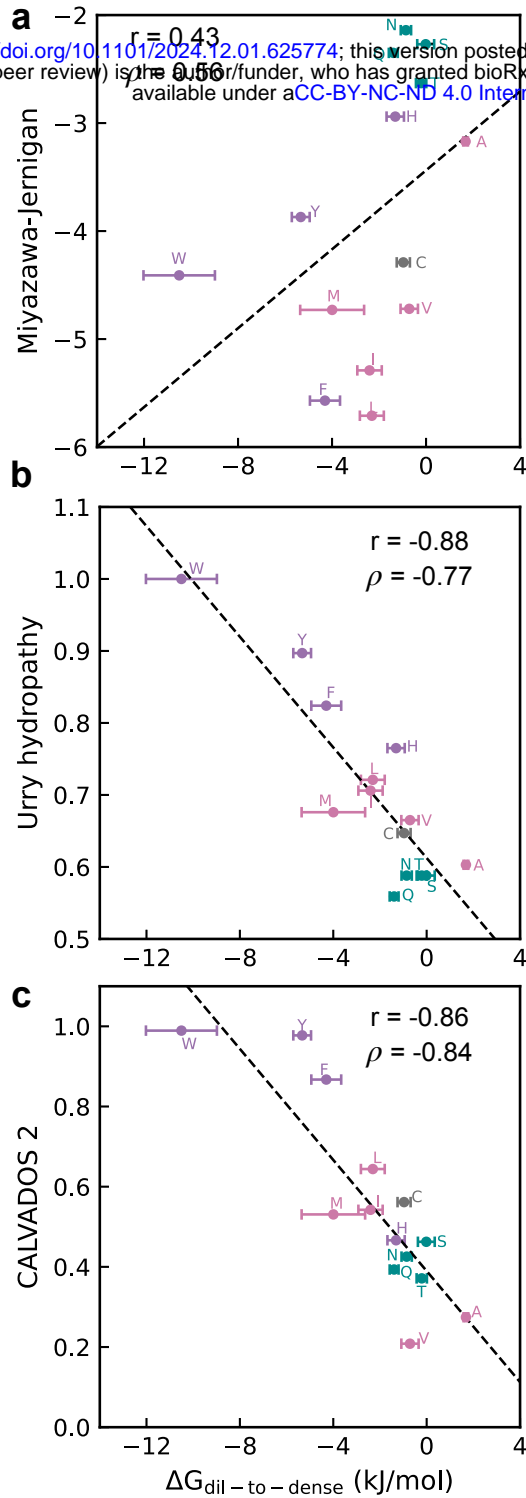 a
−2
N
S
r = 0.43
doi.org/10.1101/2024.12.01.625774; this version posted
Q
peer review) is the author/funder, who has granted bioRx
ρ = 0.56
T
available under aCC-BY-NC-ND 4.0 Intern
−3
H
A
Y
−4
W
C
M
V
−5
I
F
L
−6
Miyazawa-Jernigan
−12 −8 −4 0 4
b
1.1
r = -0.88
ρ = -0.77
1.0
W
0.9
Y
F
0.8
H
L
0.7
M
I
V
C
0.6
N T
A
S
Q
0.5
Urry hydropathy
−12 −8 −4 0 4
c
r = -0.86
ρ = -0.84
1.0
W
Y
F
0.8
L
0.6
M
I
C
H
S
N
0.4
Q
T
A
V
0.2
0.0
CALVADOS 2
−12 −8 −4 0 4
ΔGdil−to−dense (kJ/mol)